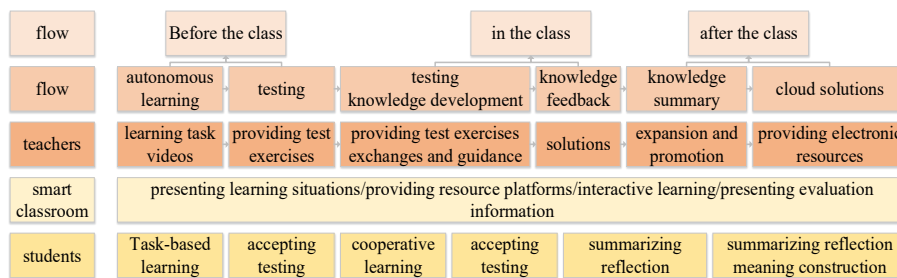 flow
Before the class
in the class
after the class
flow
autonomous
learning
testing
testing
knowledge development
knowledge
feedback
knowledge
summary
cloud solutions
teachers
learning task
videos
providing test
exercises
providing test exercises
exchanges and guidance
solutions
expansion and
promotion
providing electronic
resources
smart
classroom
presenting learning situations/providing resource platforms/interactive learning/presenting evaluation
information
students
Task-based
learning
accepting
testing
cooperative
learning
accepting
testing
summarizing
reflection
summarizing reflection
meaning construction